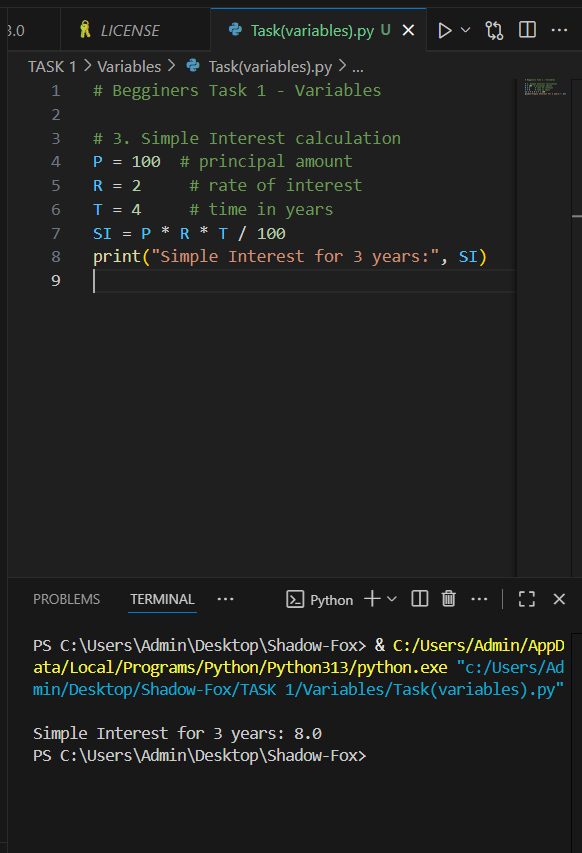 3.0 LICENSE Task(variables).py U
TASK 1 > Variables > Task(variables).py > ...
1 # Begginers Task 1 - Variables
2
3 # 3. Simple Interest calculation
4 P = 100  # principal amount
5 R = 2     # rate of interest
6 T = 4     # time in years
7 SI = P * R * T / 100
8 print("Simple Interest for 3 years:", SI)
9
PROBLEMS TERMINAL ... Python
PS C:\Users\Admin\Desktop\Shadow-Fox> & C:/Users/Admin/AppD
ata/Local/Programs/Python/Python313/python.exe "c:/Users/Ad
min/Desktop/Shadow-Fox/TASK 1/Variables/Task(variables).py"
Simple Interest for 3 years: 8.0
PS C:\Users\Admin\Desktop\Shadow-Fox>